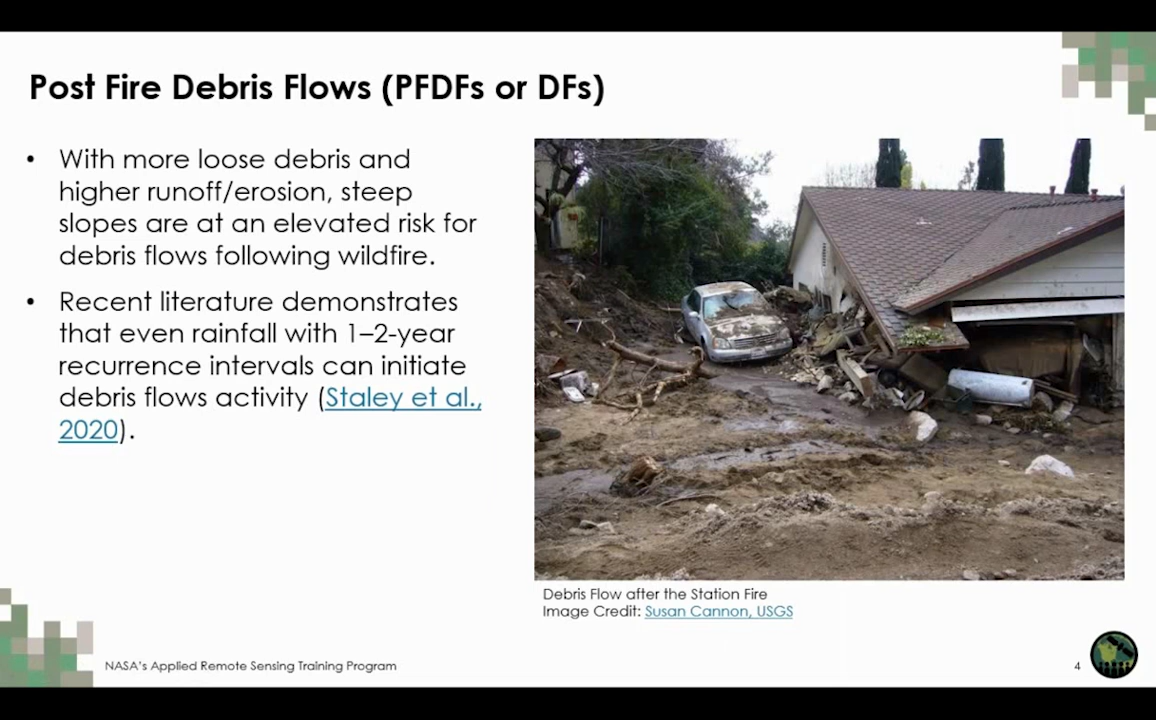 Post Fire Debris Flows (PFDFs or DFs)
• With more loose debris and
higher runoff/erosion, steep
slopes are at an elevated risk for
debris flows following wildfire.
• Recent literature demonstrates
that even rainfall with 1–2-year
recurrence intervals can initiate
debris flows activity (Staley et al.,
2020).
Debris Flow after the Station Fire
Image Credit: Susan Cannon, USGS
NASA's Applied Remote Sensing Training Program
4